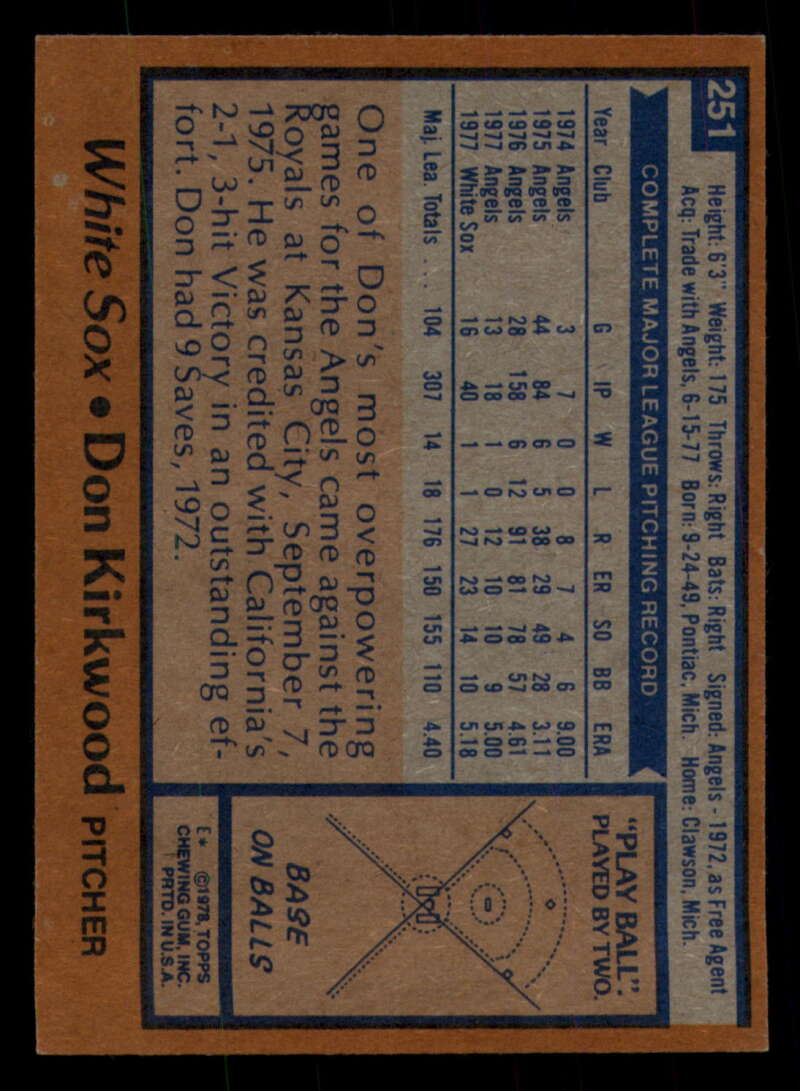 251
Height: 6'3" Weight: 175 Throws: Right Bats: Right Signed: Angels - 1972, as Free Agent
Acq: Trade with Angels, 6-15-77 Born: 9-24-49, Pontiac, Mich. Home: Clawson, Mich.
COMPLETE MAJOR LEAGUE PITCHING RECORD
Year Club G IP W L R ER SO BB ERA
1974 Angels 3 7 0 0 8 7 4 6 9.00
1975 Angels 44 84 6 5 38 29 49 28 3.11
1976 Angels 28 158 6 12 91 81 78 57 4.61
1977 Angels 13 18 1 0 12 10 10 9 5.00
1977 White Sox 16 40 1 1 27 23 14 10 5.18
Maj. Lea. Totals ... 104 307 14 18 176 150 155 110 4.40
One of Don's most overpowering
games for the Angels came against the
Royals at Kansas City, September 7,
1975. He was credited with California's
2-1, 3-hit Victory in an outstanding ef-
fort. Don had 9 Saves, 1972.
"PLAY BALL":
PLAYED BY TWO.
BASE
ON BALLS
E* ©1978, TOPPS
CHEWING GUM, INC.
PRTD. IN U.S.A.
White Sox • Don Kirkwood PITCHER